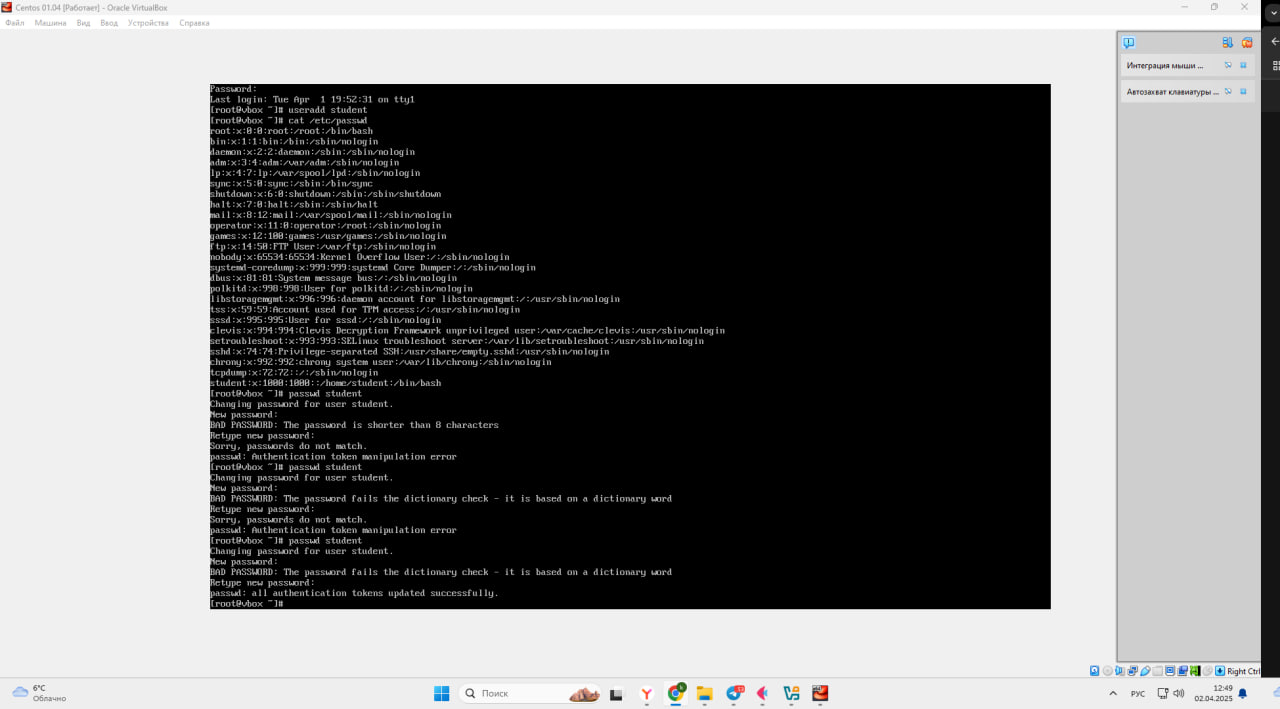 Centos 01.04 [Работает] - Oracle VirtualBox
Файл Машина Вид Ввод Устройства Справка
Интеграция мыши ...
Автозахват клавиатуры ...
Password:
Last login: Tue Apr  1 19:52:31 on tty1
[root@vbox ~]# useradd student
[root@vbox ~]# cat /etc/passwd
root:x:0:0:root:/root:/bin/bash
bin:x:1:1:bin:/bin:/sbin/nologin
daemon:x:2:2:daemon:/sbin:/sbin/nologin
adm:x:3:4:adm:/var/adm:/sbin/nologin
lp:x:4:7:lp:/var/spool/lpd:/sbin/nologin
sync:x:5:0:sync:/sbin:/bin/sync
shutdown:x:6:0:shutdown:/sbin:/sbin/shutdown
halt:x:7:0:halt:/sbin:/sbin/halt
mail:x:8:12:mail:/var/spool/mail:/sbin/nologin
operator:x:11:0:operator:/root:/sbin/nologin
games:x:12:100:games:/usr/games:/sbin/nologin
ftp:x:14:50:FTP User:/var/ftp:/sbin/nologin
nobody:x:65534:65534:Kernel Overflow User:/:/sbin/nologin
systemd-coredump:x:999:999:systemd Core Dumper:/:/sbin/nologin
dbus:x:81:81:System message bus:/:/sbin/nologin
polkitd:x:998:998:User for polkitd:/:/sbin/nologin
libstoragemgmt:x:996:996:daemon account for libstoragemgmt:/:/usr/sbin/nologin
tss:x:59:59:Account used for TPM access:/:/usr/sbin/nologin
sssd:x:995:995:User for sssd:/:/sbin/nologin
clevis:x:994:994:Clevis Decryption Framework unprivileged user:/var/cache/clevis:/usr/sbin/nologin
setroubleshoot:x:993:993:SELinux troubleshoot server:/var/lib/setroubleshoot:/usr/sbin/nologin
sshd:x:74:74:Privilege-separated SSH:/usr/share/empty.sshd:/usr/sbin/nologin
chrony:x:992:992:chrony system user:/var/lib/chrony:/sbin/nologin
tcpdump:x:72:72::/:/sbin/nologin
student:x:1000:1000::/home/student:/bin/bash
[root@vbox ~]# passwd student
Changing password for user student.
New password:
BAD PASSWORD: The password is shorter than 8 characters
Retype new password:
Sorry, passwords do not match.
passwd: Authentication token manipulation error
[root@vbox ~]# passwd student
Changing password for user student.
New password:
BAD PASSWORD: The password fails the dictionary check - it is based on a dictionary word
Retype new password:
Sorry, passwords do not match.
passwd: Authentication token manipulation error
[root@vbox ~]# passwd student
Changing password for user student.
New password:
BAD PASSWORD: The password fails the dictionary check - it is based on a dictionary word
Retype new password:
passwd: all authentication tokens updated successfully.
[root@vbox ~]#
Right Ctrl
6°C
Облачно
Поиск
РУС
12:49
02.04.2025